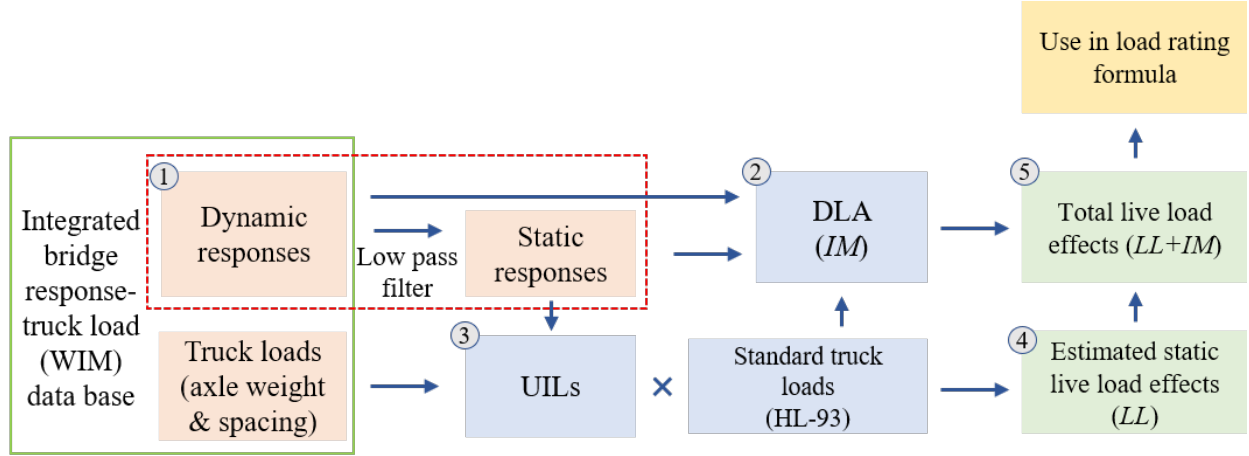 Use in load rating
formula
1
2
5
Integrated
bridge
response-
truck load
(WIM)
data base
Dynamic
responses
Low pass
filter
Static
responses
DLA
(IM)
Total live load
effects (LL+IM)
3
4
Truck loads
(axle weight
& spacing)
UILs
×
Standard truck
loads
(HL-93)
Estimated static
live load effects
(LL)